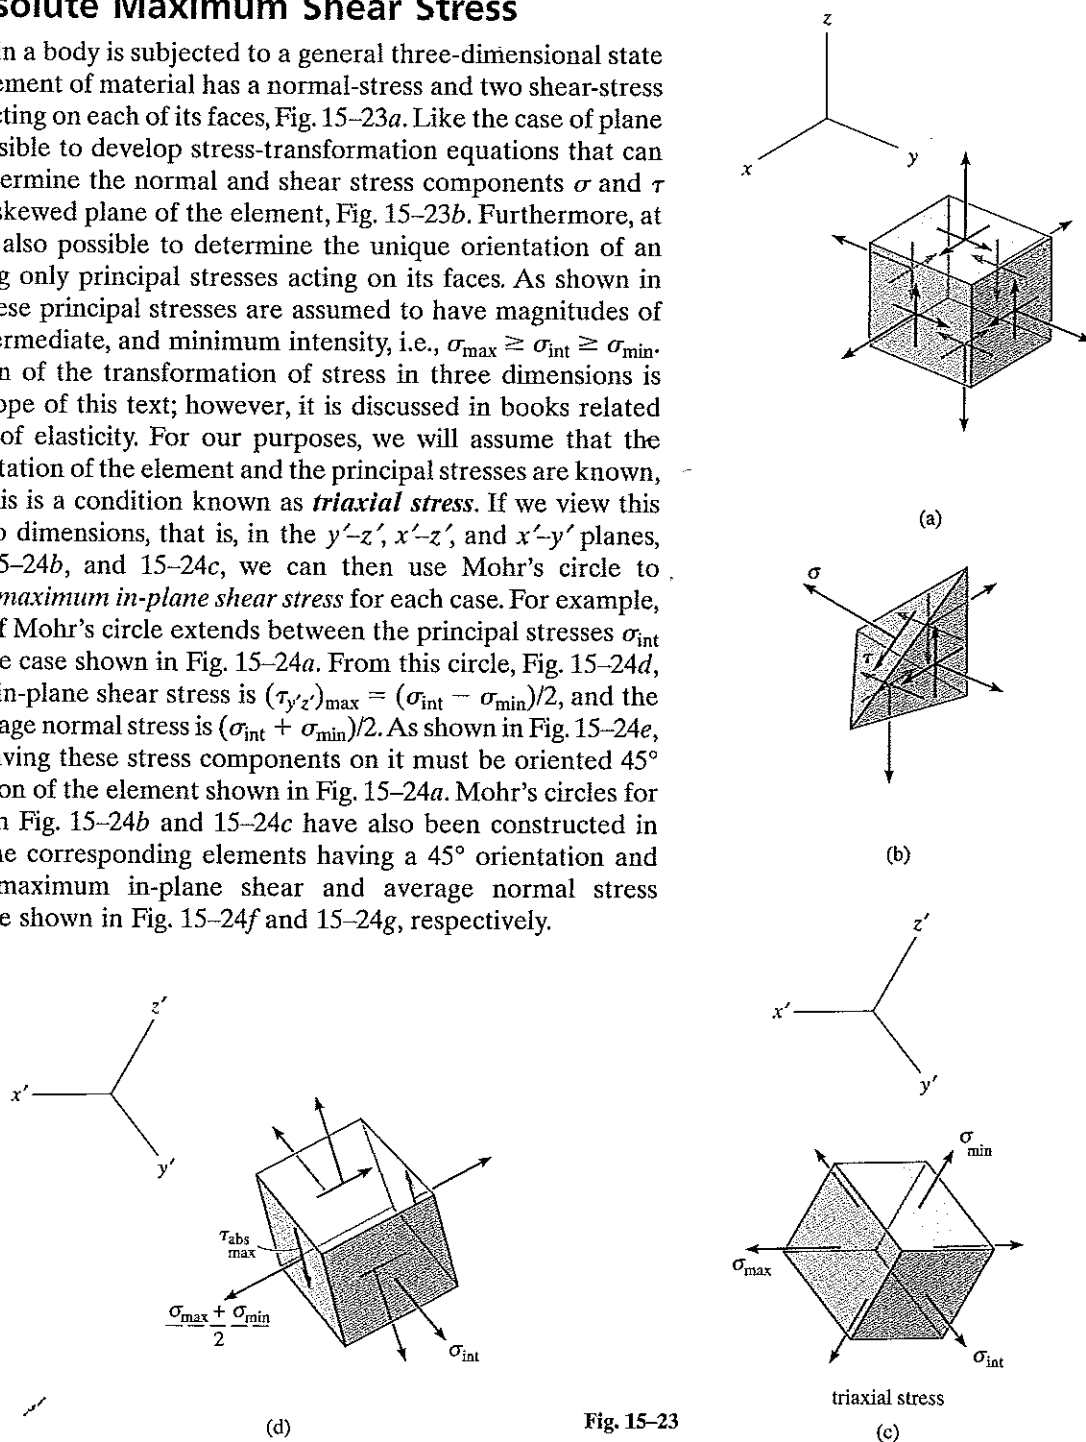 solute Maximum Shear Stress
in a body is subjected to a general three-dimensional state
ement of material has a normal-stress and two shear-stress
cting on each of its faces, Fig. 15–23a. Like the case of plane
sible to develop stress-transformation equations that can
ermine the normal and shear stress components σ and τ
skewed plane of the element, Fig. 15–23b. Furthermore, at
also possible to determine the unique orientation of an
g only principal stresses acting on its faces. As shown in
ese principal stresses are assumed to have magnitudes of
ermediate, and minimum intensity, i.e., σmax ≥ σint ≥ σmin.
n of the transformation of stress in three dimensions is
ope of this text; however, it is discussed in books related
of elasticity. For our purposes, we will assume that the
tation of the element and the principal stresses are known,
is is a condition known as triaxial stress. If we view this
o dimensions, that is, in the y′–z′, x′–z′, and x′–y′ planes,
5–24b, and 15–24c, we can then use Mohr's circle to
maximum in-plane shear stress for each case. For example,
f Mohr's circle extends between the principal stresses σint
e case shown in Fig. 15–24a. From this circle, Fig. 15–24d,
in-plane shear stress is (τy′z′)max = (σint − σmin)/2, and the
age normal stress is (σint + σmin)/2. As shown in Fig. 15–24e,
ving these stress components on it must be oriented 45°
on of the element shown in Fig. 15–24a. Mohr's circles for
n Fig. 15–24b and 15–24c have also been constructed in
ne corresponding elements having a 45° orientation and
maximum in-plane shear and average normal stress
e shown in Fig. 15–24f and 15–24g, respectively.
z
x
y
(a)
σ
τ
(b)
z′
x′
y′
σmin
σmax
σint
triaxial stress
(c)
z′
x′
y′
τabs
max
σmax + σmin
2
σint
(d)
Fig. 15–23